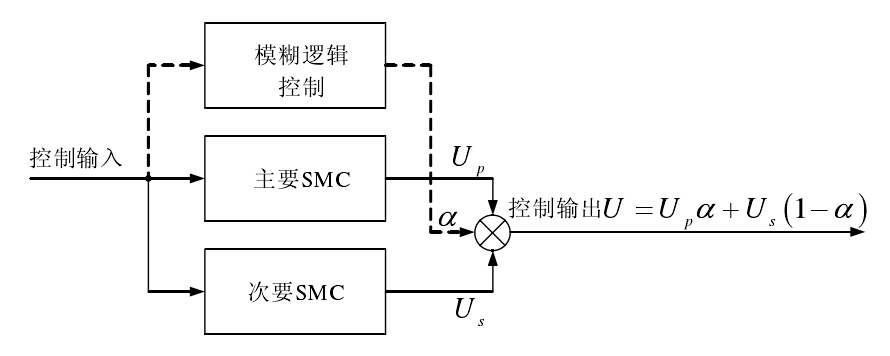 模糊逻辑
控制
控制输入
主要SMC
U_p
α
控制输出U = U_p α + U_s (1 − α)
次要SMC
U_s